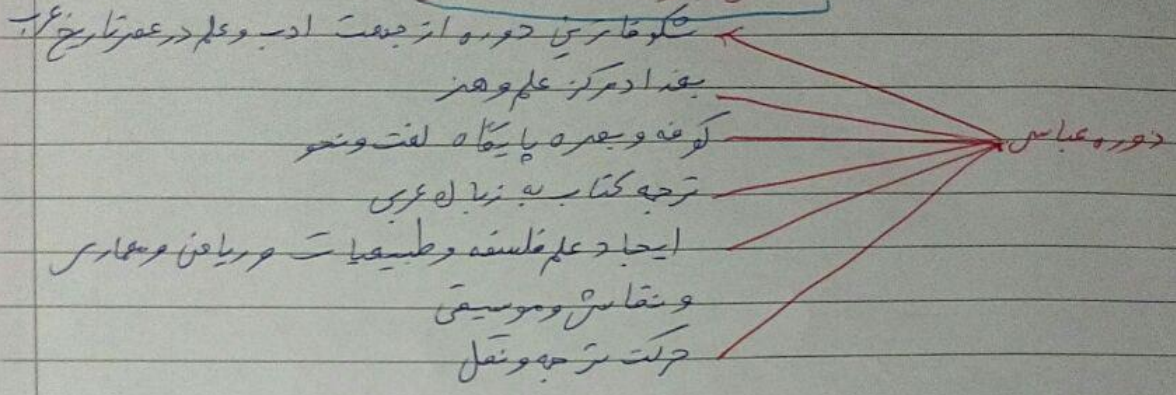 شکوفاترین دوره از جهت ادب و علم در عصر تاریخ عرب
بغداد مرکز علم و هنر
کوفه و بصره پایگاه لغت و نحو
دوره عباسی
ترجمه کتاب به زبان عربی
ایجاد علم فلسفه و طبیعیات و ریاضی و معماری
و نقاشی و موسیقی
حرکت ترجمه و نقل